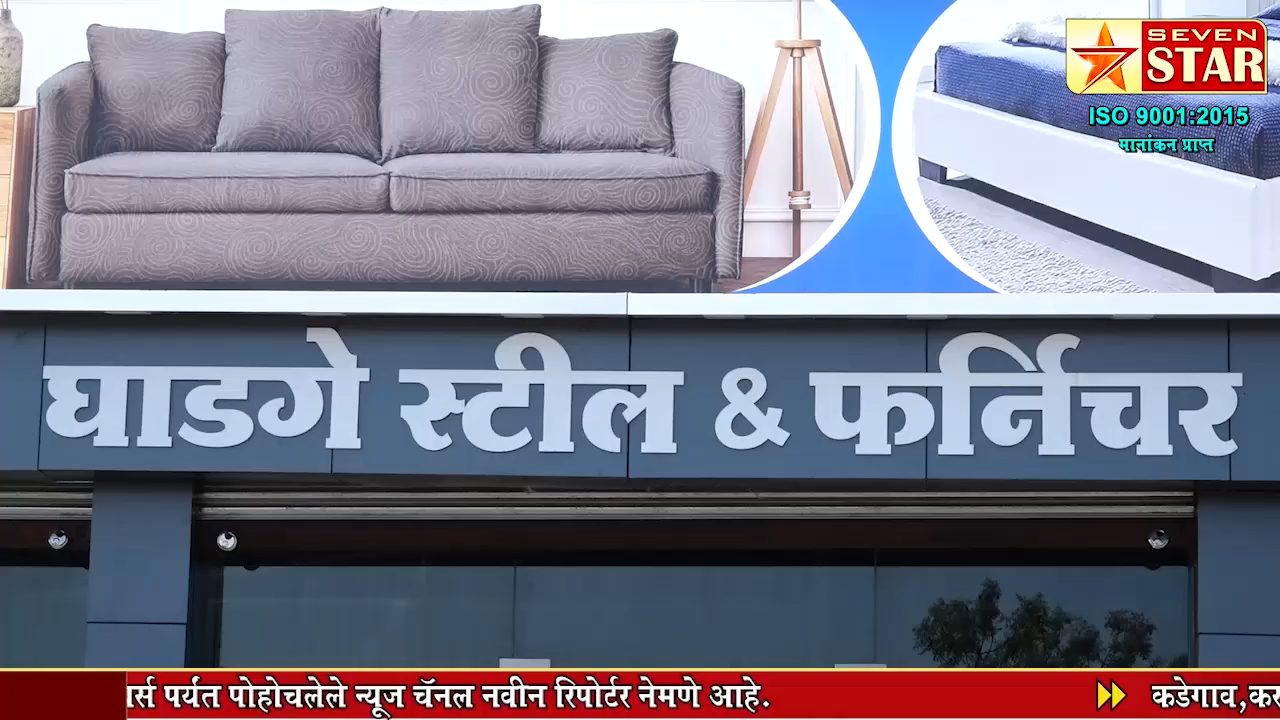 SEVEN
STAR
ISO 9001:2015
मानांकन प्राप्त
घाडगे स्टील & फर्निचर
पर्यंत पोहोचलेले न्यूज चॅनल नवीन रिपोर्टर नेमणे आहे. कडेगाव,